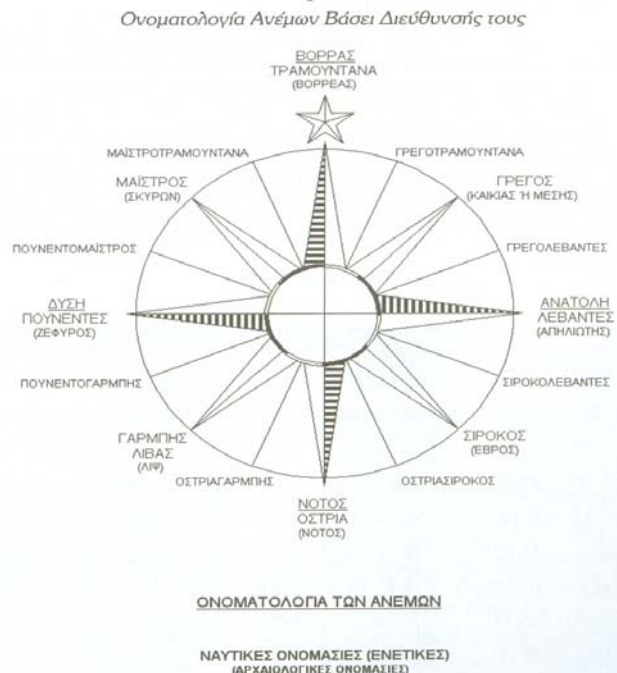 Ονοματολογία Ανέμων Βάσει Διεύθυνσής τους
ΒΟΡΡΑΣ
ΤΡΑΜΟΥΝΤΑΝΑ
(ΒΟΡΡΕΑΣ)
ΜΑΪΣΤΡΟΤΡΑΜΟΥΝΤΑΝΑ
ΓΡΕΓΟΤΡΑΜΟΥΝΤΑΝΑ
ΜΑΪΣΤΡΟΣ
(ΣΚΥΡΩΝ)
ΓΡΕΓΟΣ
(ΚΑΙΚΙΑΣ Ή ΜΕΣΗΣ)
ΠΟΥΝΕΝΤΟΜΑΪΣΤΡΟΣ
ΓΡΕΓΟΛΕΒΑΝΤΕΣ
ΔΥΣΗ
ΠΟΥΝΕΝΤΕΣ
(ΖΕΦΥΡΟΣ)
ΑΝΑΤΟΛΗ
ΛΕΒΑΝΤΕΣ
(ΑΠΗΛΙΩΤΗΣ)
ΠΟΥΝΕΝΤΟΓΑΡΜΠΗΣ
ΣΙΡΟΚΟΛΕΒΑΝΤΕΣ
ΓΑΡΜΠΗΣ
ΛΙΒΑΣ
(ΛΙΨ)
ΣΙΡΟΚΟΣ
(ΕΒΡΟΣ)
ΟΣΤΡΙΑΓΑΡΜΠΗΣ
ΟΣΤΡΙΑΣΙΡΟΚΟΣ
ΝΟΤΟΣ
ΟΣΤΡΙΑ
(ΝΟΤΟΣ)
ΟΝΟΜΑΤΟΛΟΓΙΑ ΤΩΝ ΑΝΕΜΩΝ
ΝΑΥΤΙΚΕΣ ΟΝΟΜΑΣΙΕΣ (ΕΝΕΤΙΚΕΣ)
(ΑΡΧΑΙΟΛΟΓΙΚΕΣ ΟΝΟΜΑΣΙΕΣ)